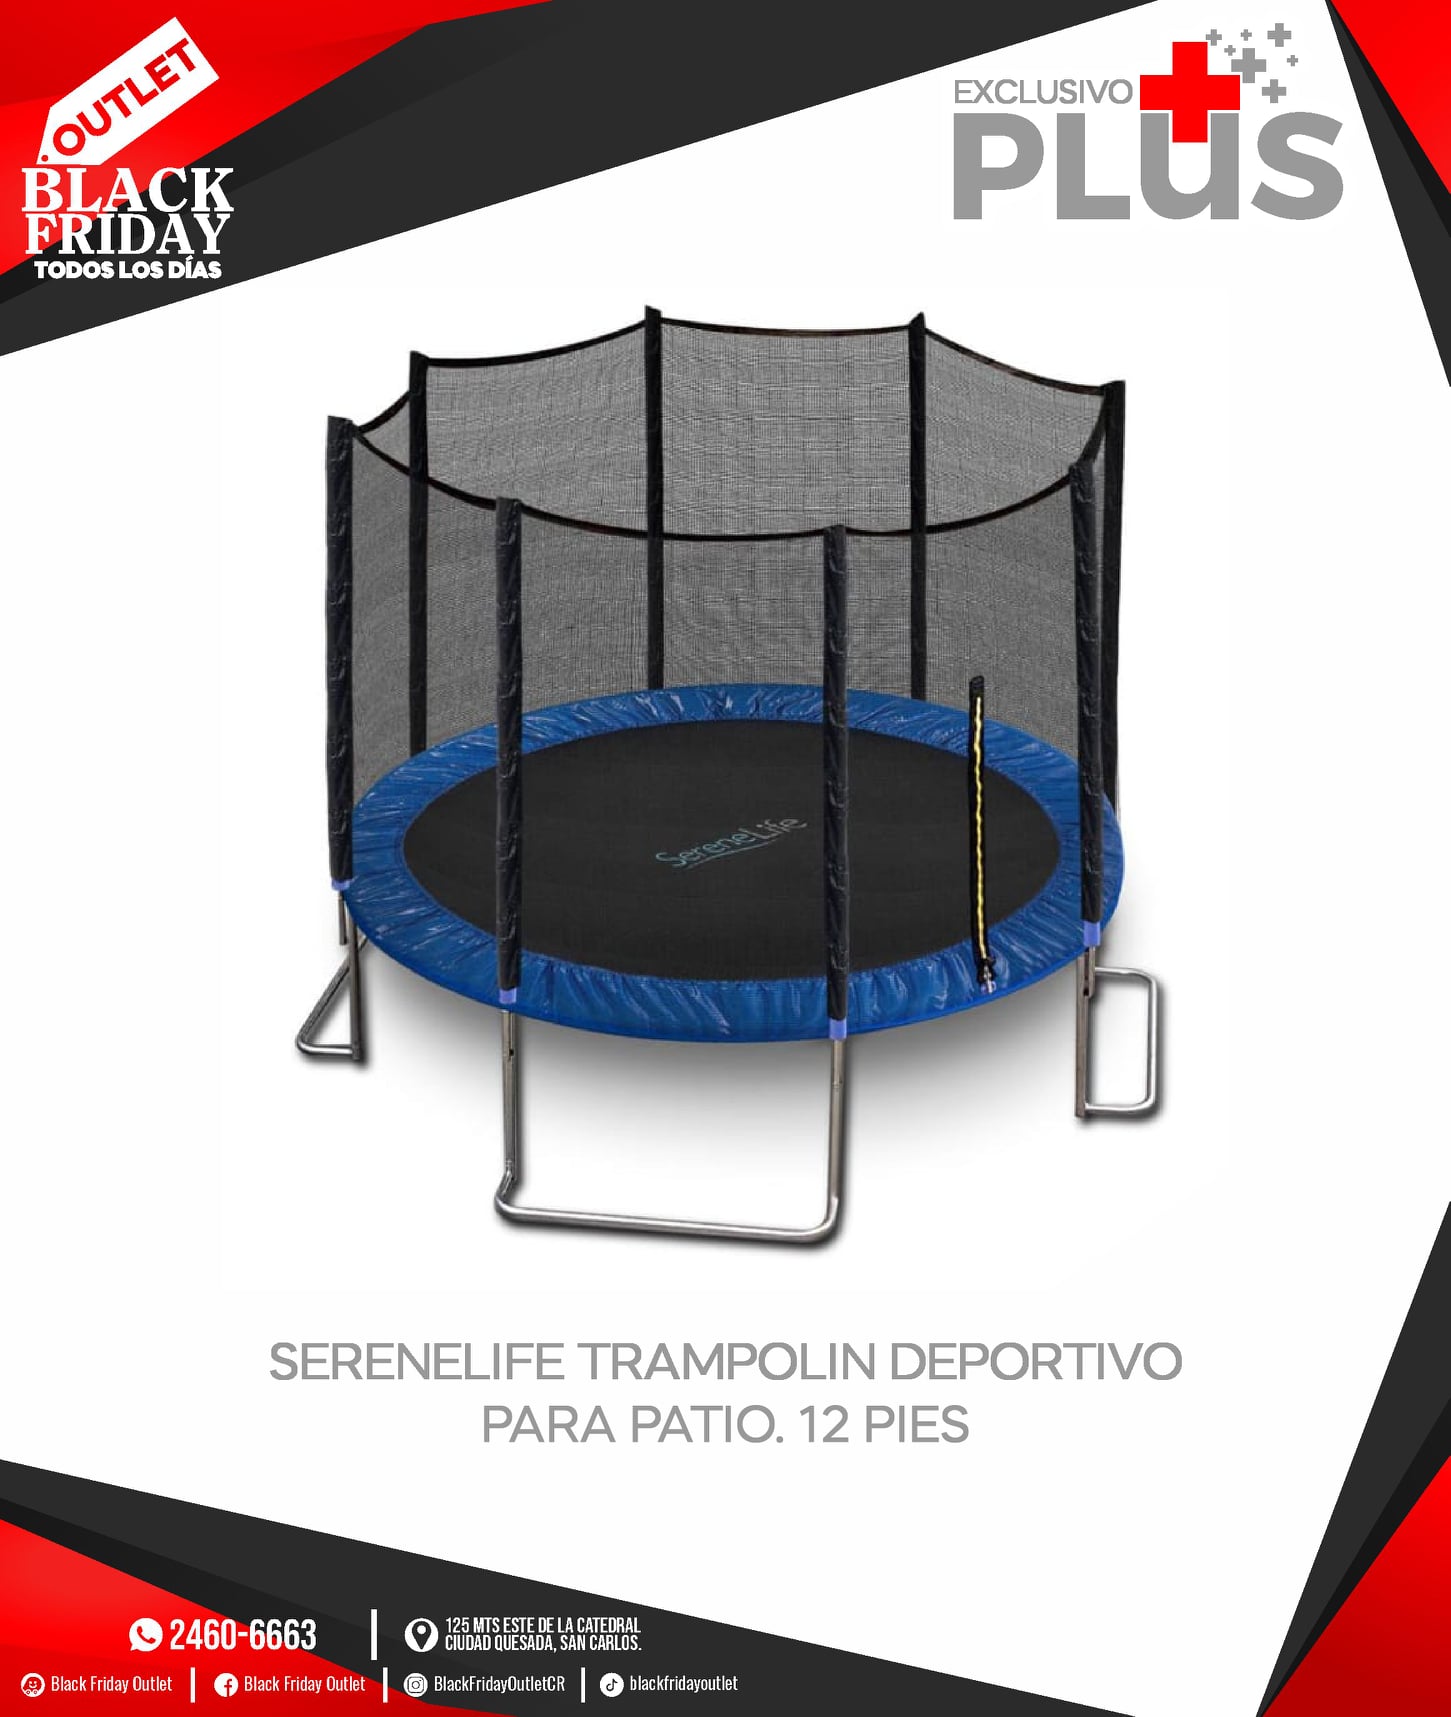 OUTLET
BLACK
FRIDAY
TODOS LOS DÍAS
EXCLUSIVO
PLUS
SereneLife
SERENELIFE TRAMPOLIN DEPORTIVO
PARA PATIO. 12 PIES
2460-6663
125 MTS ESTE DE LA CATEDRAL
CIUDAD QUESADA, SAN CARLOS.
Black Friday Outlet
Black Friday Outlet
BlackFridayOutletCR
blackfridayoutlet